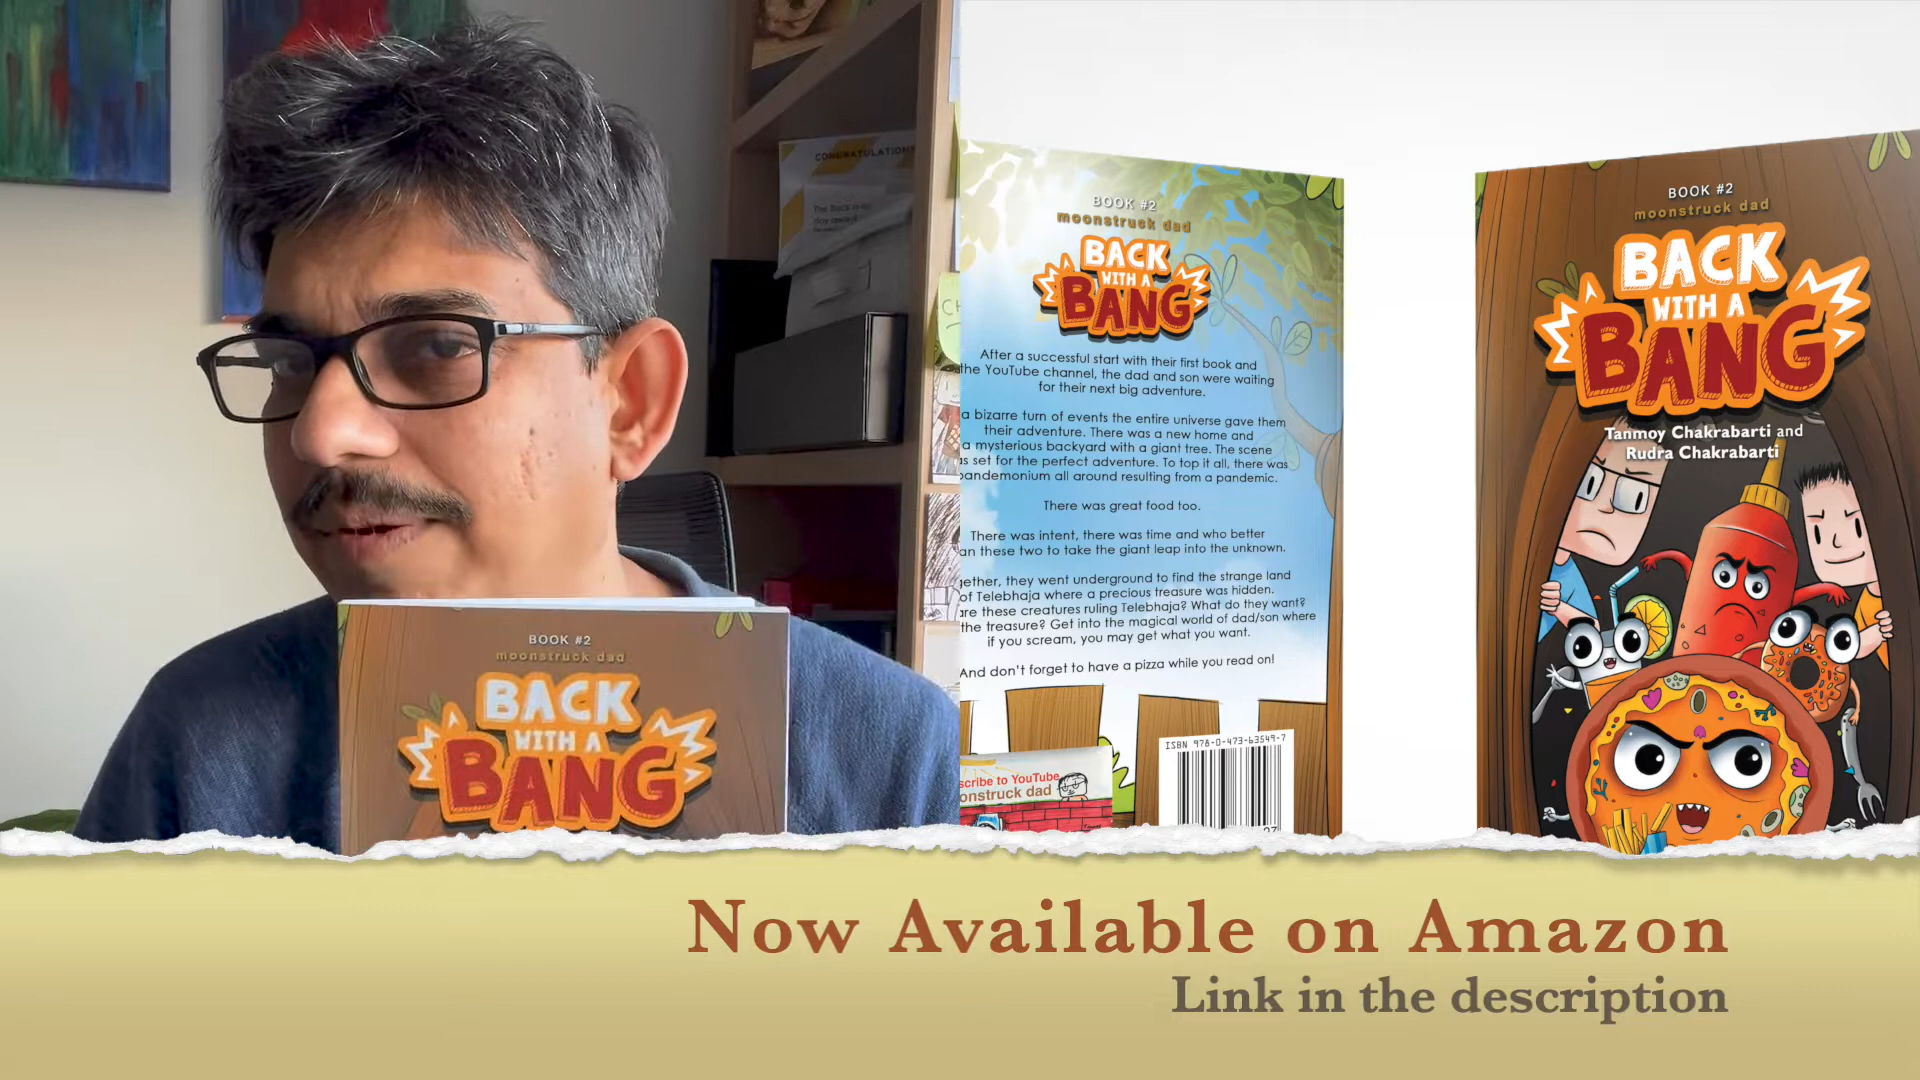 CONGRATULATION
BOOK #2
moonstruck dad
BACK
WITH A
BANG
BOOK #2
moonstruck dad
BACK
WITH A
BANG
After a successful start with their first book and
the YouTube channel, the dad and son were waiting
for their next big adventure.
a bizarre turn of events the entire universe gave them
their adventure. There was a new home and
a mysterious backyard with a giant tree. The scene
set for the perfect adventure. To top it all, there was
pandemonium all around resulting from a pandemic.
There was great food too.
There was intent, there was time and who better
an these two to take the giant leap into the unknown.
gether, they went underground to find the strange land
of Telebhaja where a precious treasure was hidden.
are these creatures ruling Telebhaja? What do they want?
the treasure? Get into the magical world of dad/son where
if you scream, you may get what you want.
And don't forget to have a pizza while you read on!
scribe to YouTube
onstruck dad
ISBN 978-0-473-63549-7
BOOK #2
moonstruck dad
BACK
WITH A
BANG
Tanmoy Chakrabarti and
Rudra Chakrabarti
Now Available on Amazon
Link in the description